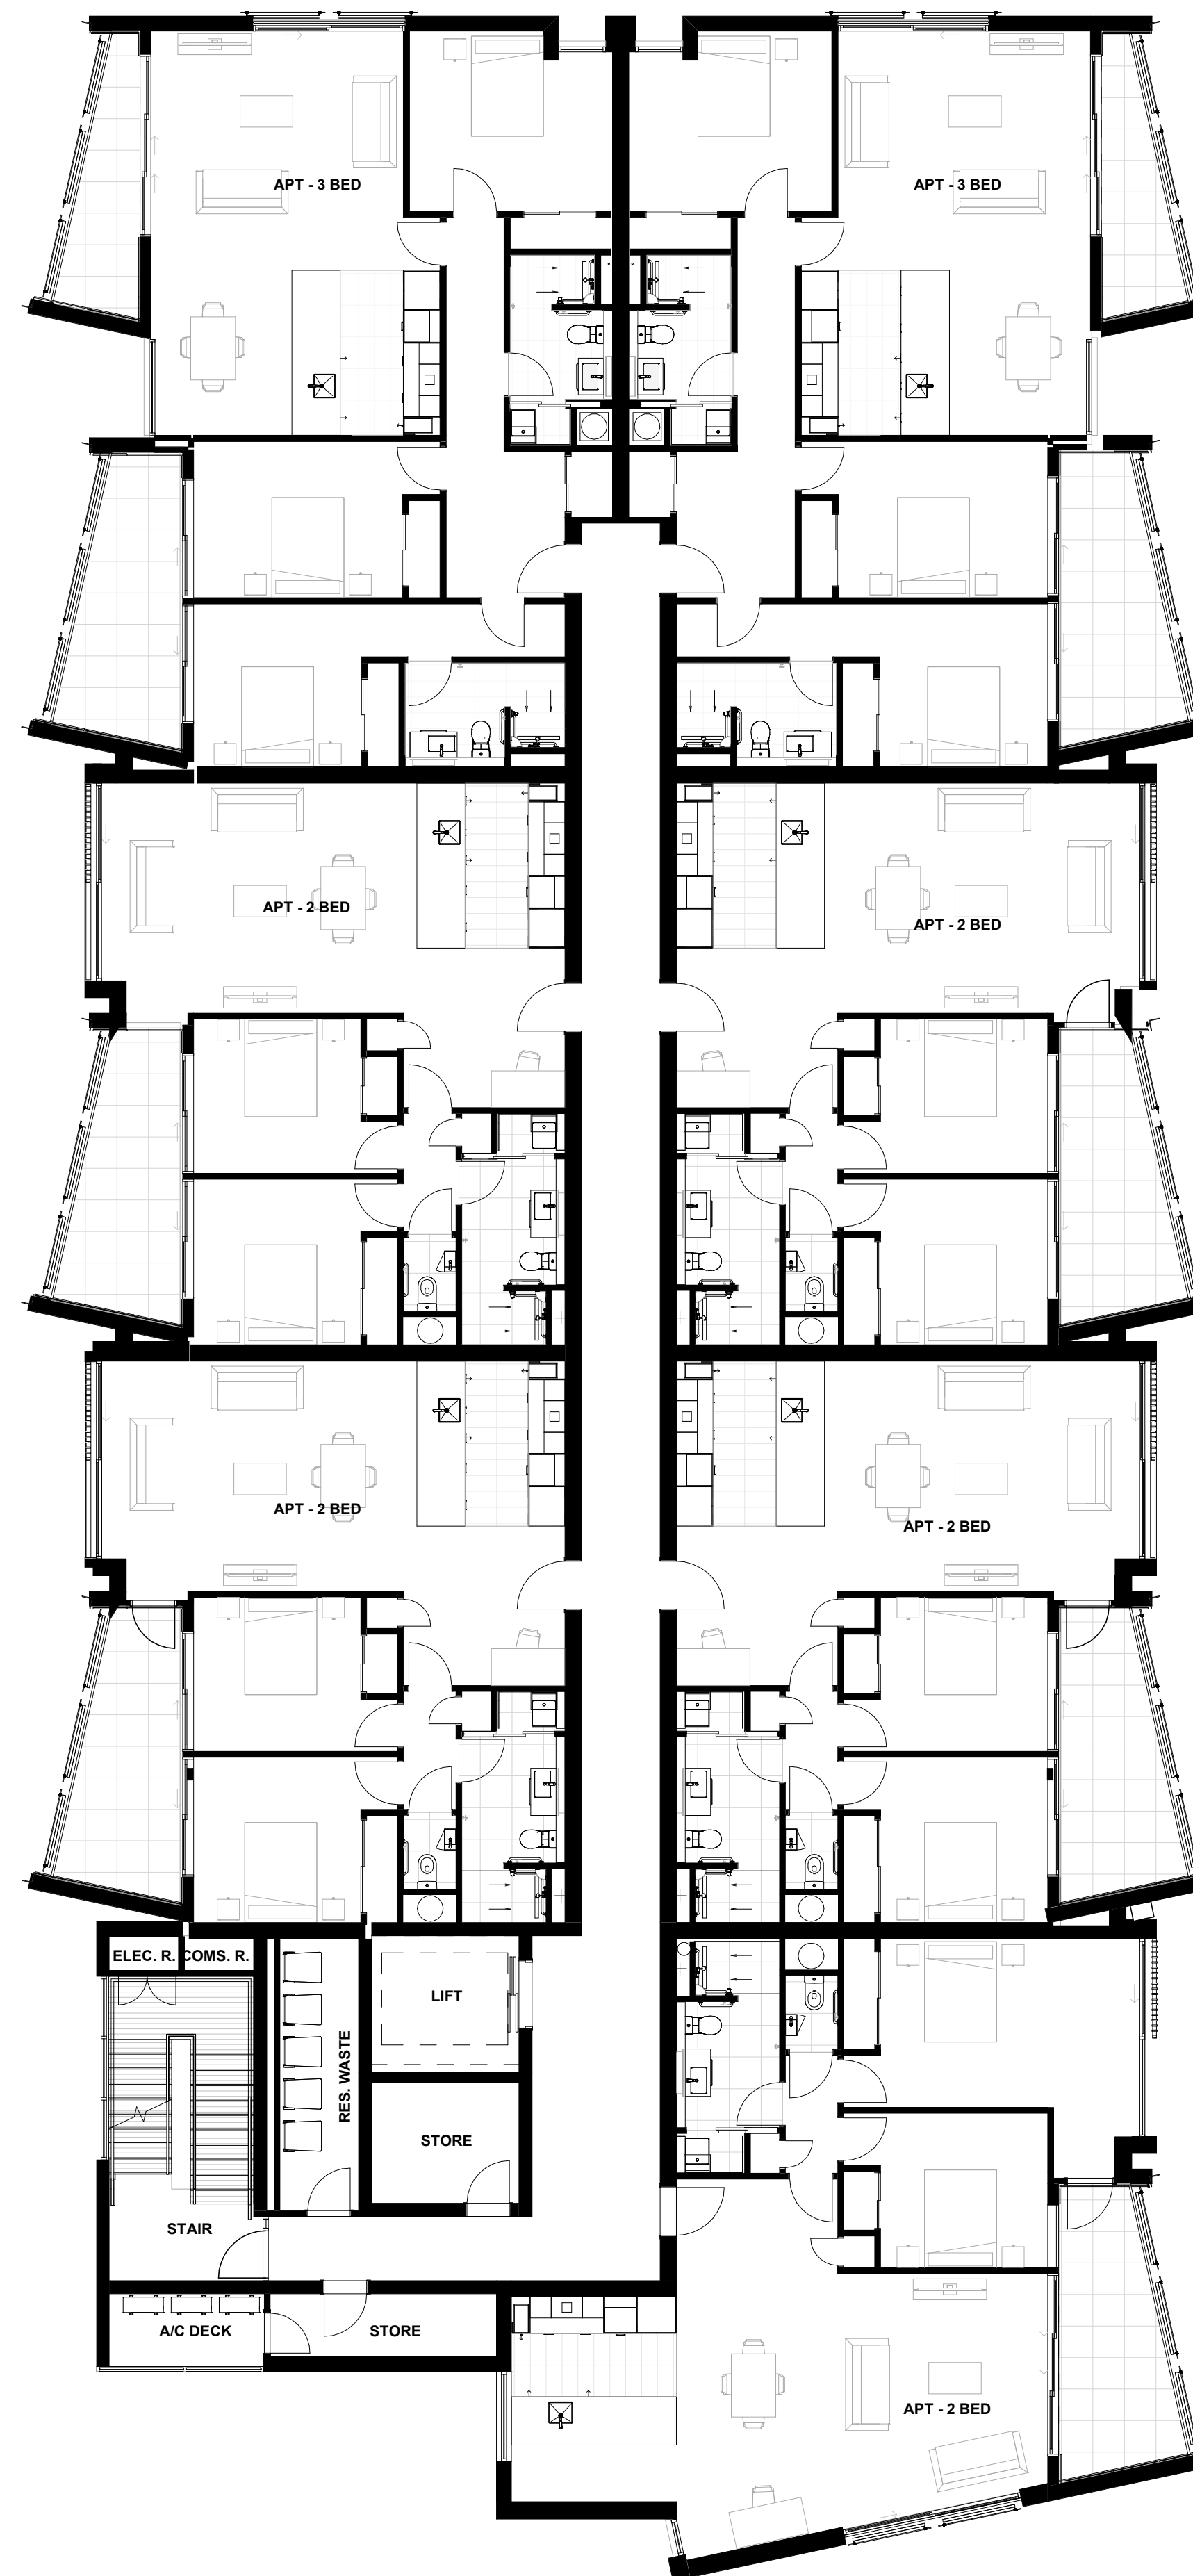 APT - 3 BED
APT - 3 BED
APT - 2 BED
APT - 2 BED
APT - 2 BED
APT - 2 BED
ELEC. R.
COMS. R.
LIFT
RES. WASTE
STORE
STAIR
A/C DECK
STORE
APT - 2 BED